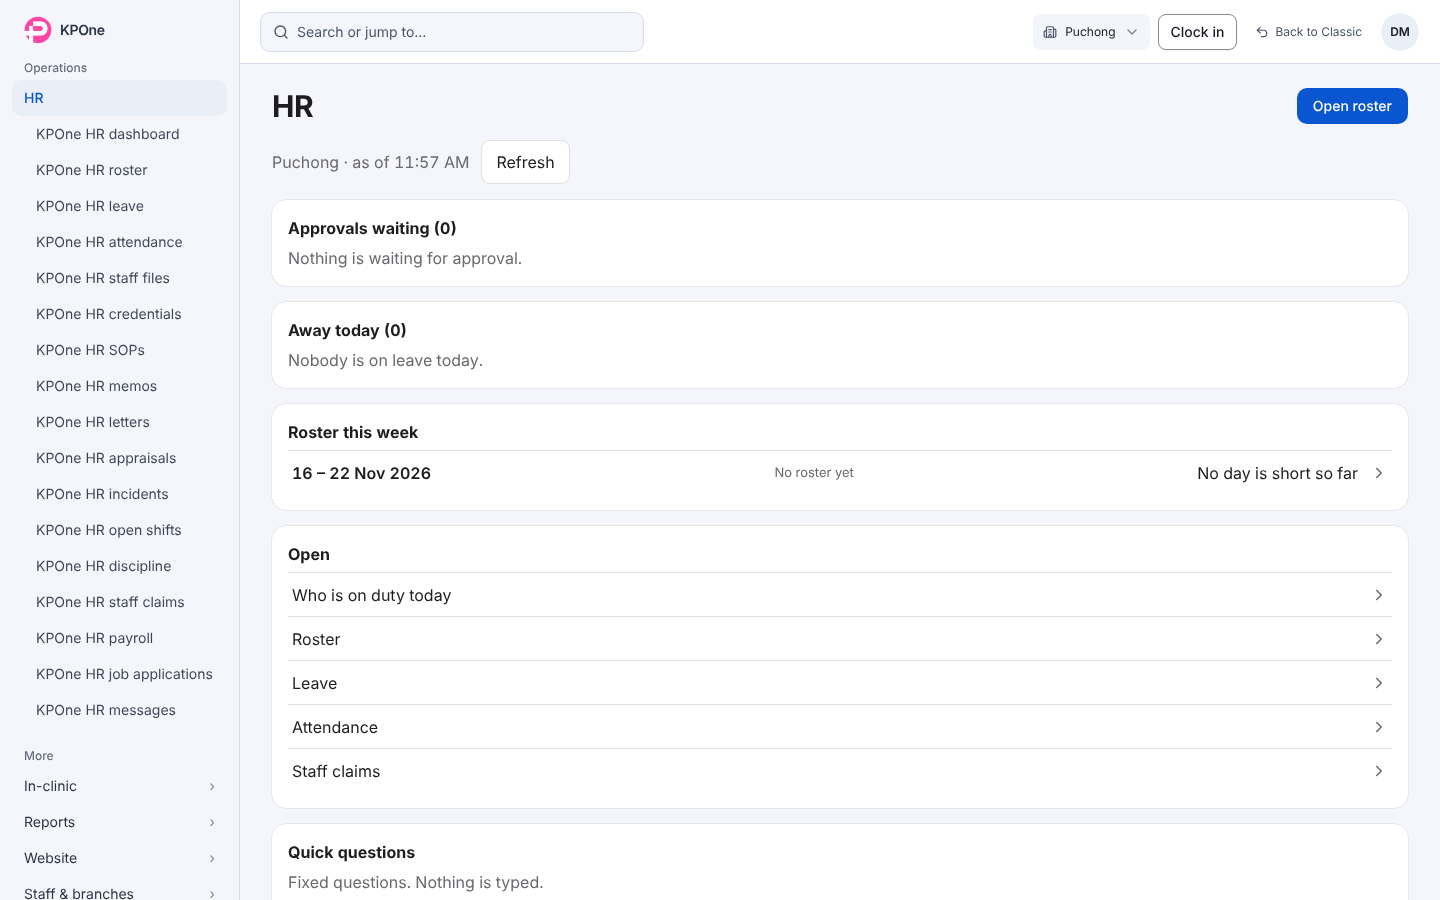 KPOne
Operations
HR
KPOne HR dashboard
KPOne HR roster
KPOne HR leave
KPOne HR attendance
KPOne HR staff files
KPOne HR credentials
KPOne HR SOPs
KPOne HR memos
KPOne HR letters
KPOne HR appraisals
KPOne HR incidents
KPOne HR open shifts
KPOne HR discipline
KPOne HR staff claims
KPOne HR payroll
KPOne HR job applications
KPOne HR messages
More
In-clinic
Reports
Website
Staff & branches
Search or jump to...
Puchong
Clock in
Back to Classic
DM
HR
Open roster
Puchong · as of 11:57 AM
Refresh
Approvals waiting (0)
Nothing is waiting for approval.
Away today (0)
Nobody is on leave today.
Roster this week
16 – 22 Nov 2026
No roster yet
No day is short so far
Open
Who is on duty today
Roster
Leave
Attendance
Staff claims
Quick questions
Fixed questions. Nothing is typed.